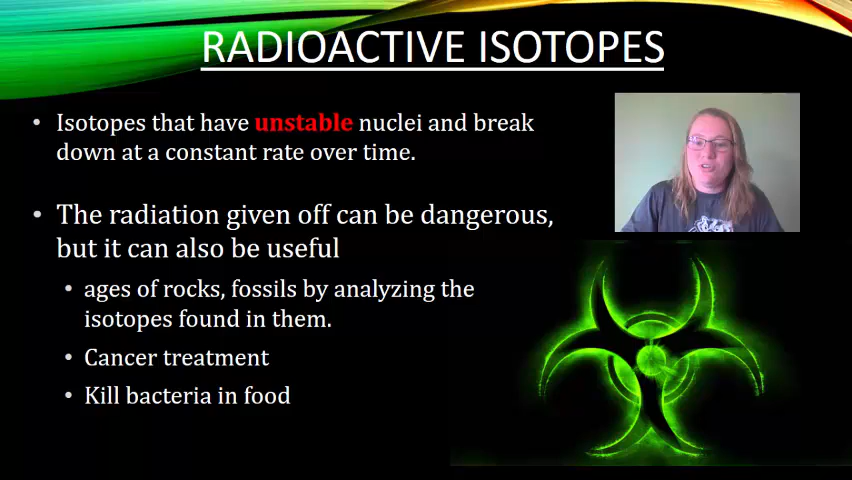 RADIOACTIVE ISOTOPES
• Isotopes that have unstable nuclei and break
down at a constant rate over time.
• The radiation given off can be dangerous,
but it can also be useful
• ages of rocks, fossils by analyzing the
isotopes found in them.
• Cancer treatment
• Kill bacteria in food